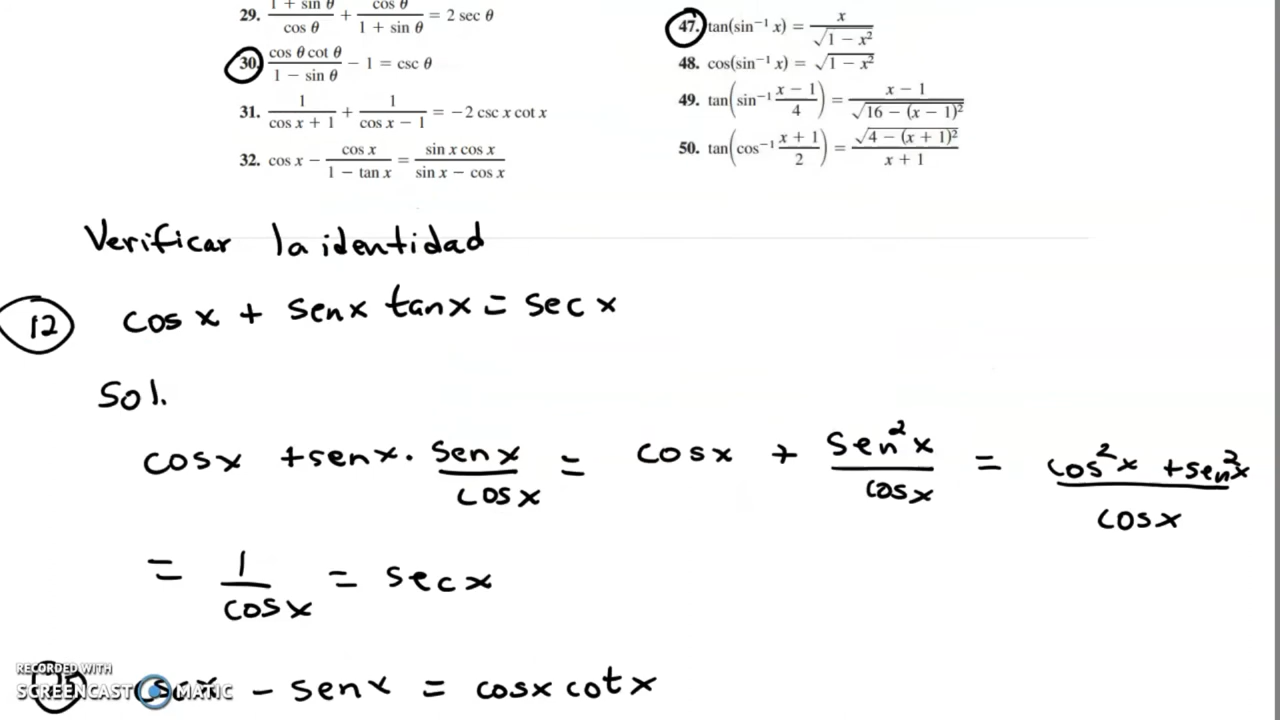 29. 1 + sin θ / cos θ + cos θ / 1 + sin θ = 2 sec θ
30. cos θ cot θ / 1 − sin θ − 1 = csc θ
31. 1 / cos x + 1 + 1 / cos x − 1 = −2 csc x cot x
32. cos x − cos x / 1 − tan x = sin x cos x / sin x − cos x
47. tan(sin⁻¹ x) = x / √1 − x²
48. cos(sin⁻¹ x) = √1 − x²
49. tan(sin⁻¹ x − 1 / 4) = x − 1 / √16 − (x − 1)²
50. tan(cos⁻¹ x + 1 / 2) = √4 − (x + 1)² / x + 1
Verificar la identidad
12 cos x + sen x tan x = sec x
Sol.
cos x + sen x · sen x / cos x = cos x + sen² x / cos x = cos² x + sen² x / cos x
= 1 / cos x = sec x
− sen x = cos x cot x
RECORDED WITH
SCREENCAST MATIC